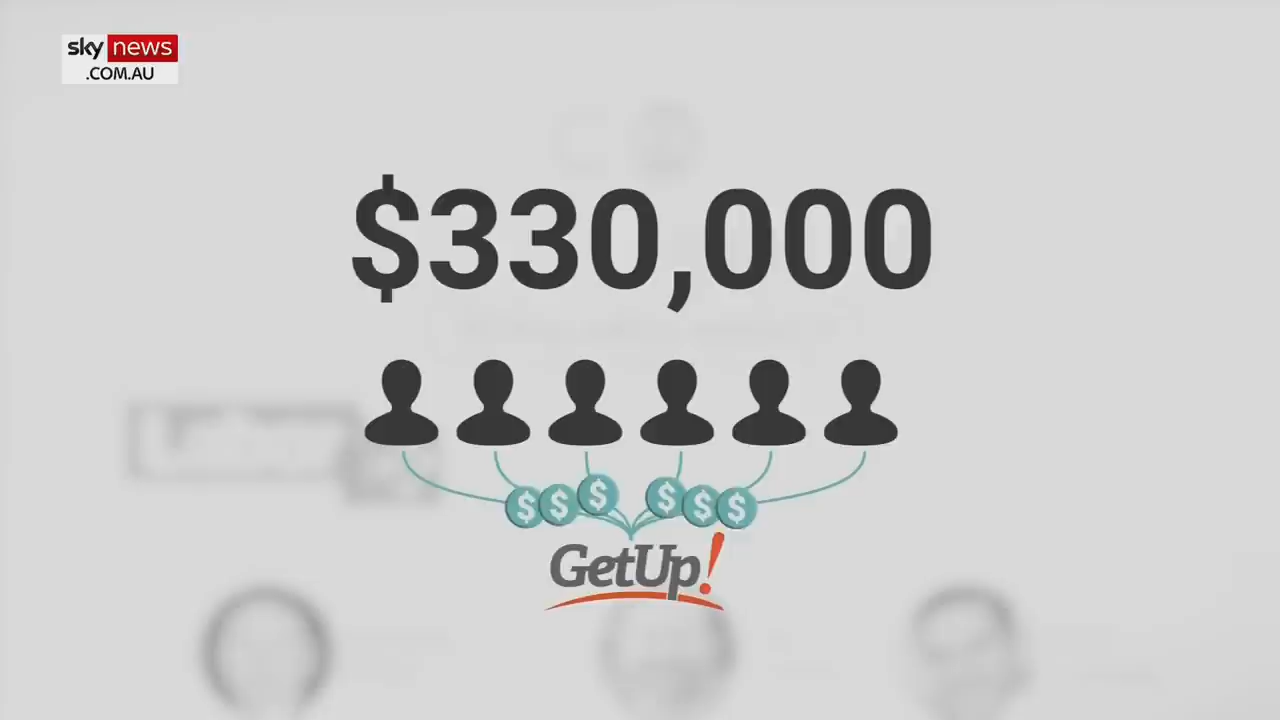 sky news
.COM.AU
$330,000
$ $ $ $ $ $
GetUp!